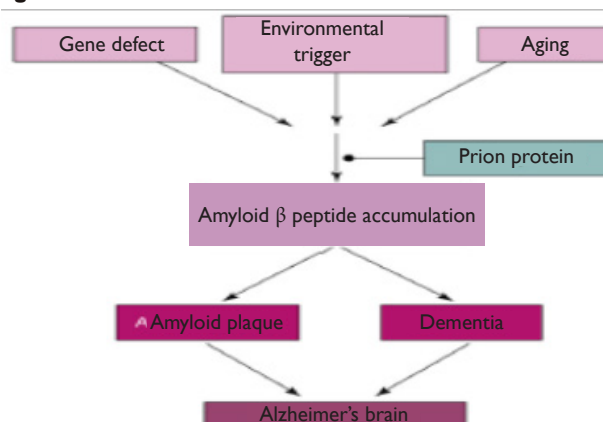 Gene defect
Environmental
trigger
Aging
Prion protein
Amyloid β peptide accumulation
Amyloid plaque
Dementia
Alzheimer's brain